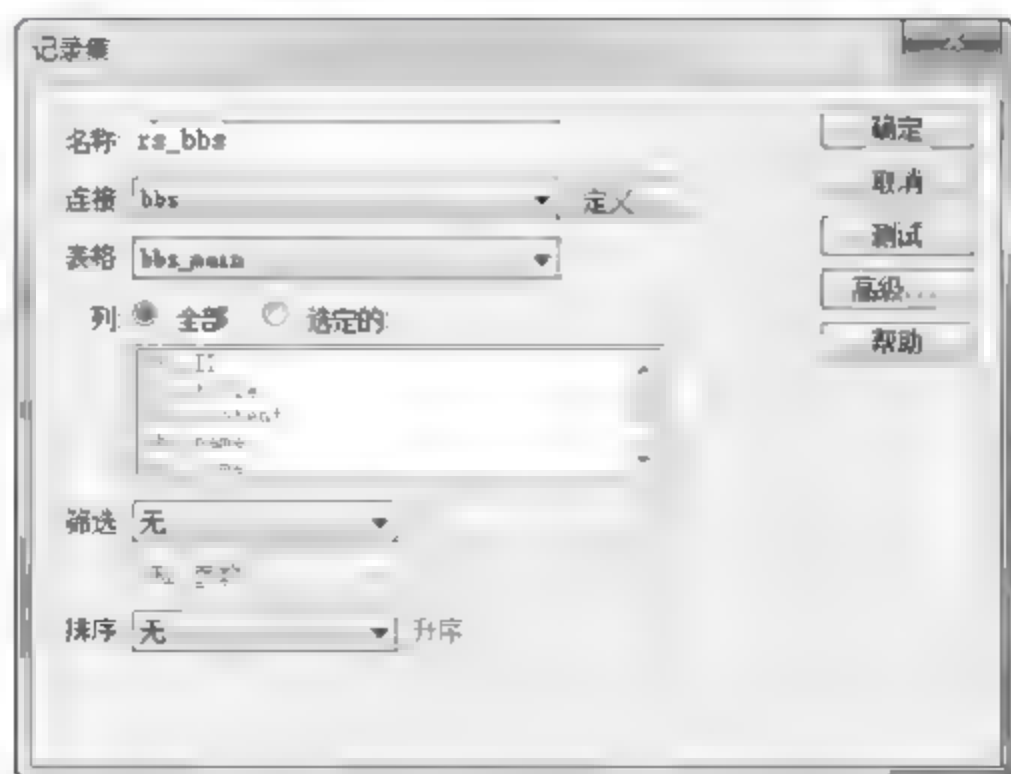 记录集
名称: rs_bbs
确定
连接 bbs 定义
取消
表格 bbs_main
测试
列: 全部 选定的:
高级...
帮助
name
筛选 无
排序 无 升序